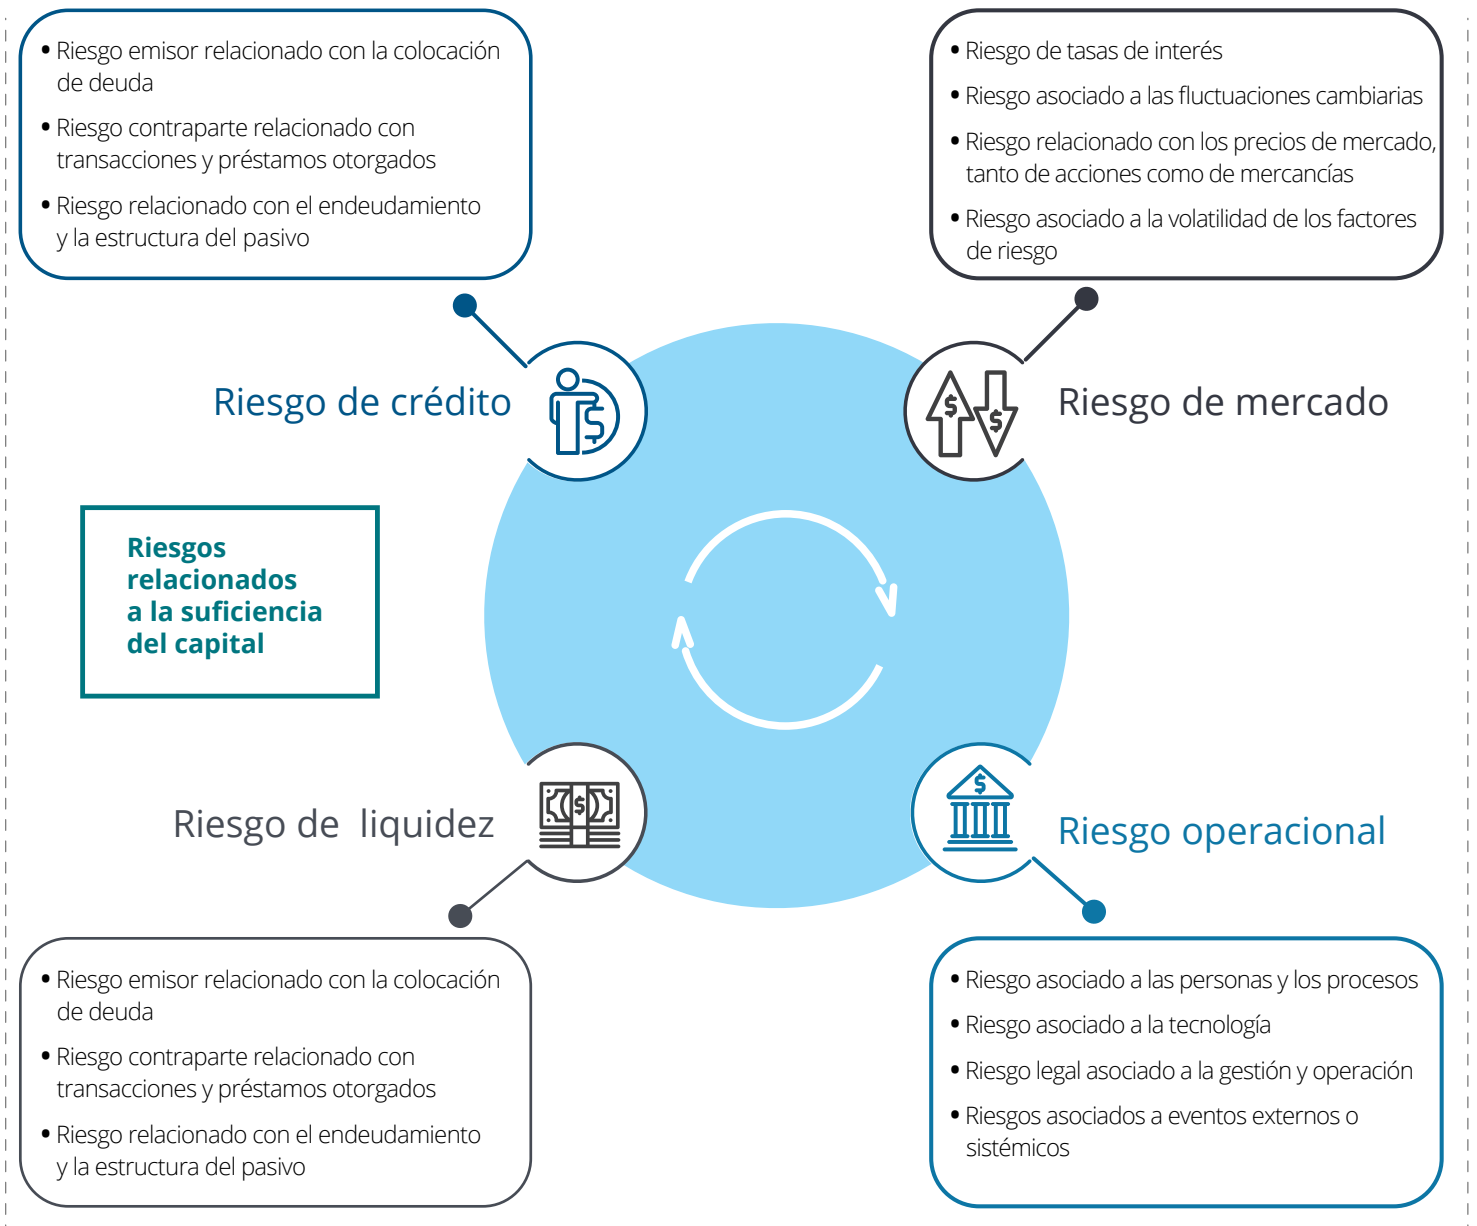 • Riesgo emisor relacionado con la colocación
de deuda
• Riesgo contraparte relacionado con
transacciones y préstamos otorgados
• Riesgo relacionado con el endeudamiento
y la estructura del pasivo
• Riesgo de tasas de interés
• Riesgo asociado a las fluctuaciones cambiarias
• Riesgo relacionado con los precios de mercado,
tanto de acciones como de mercancías
• Riesgo asociado a la volatilidad de los factores
de riesgo
Riesgo de crédito
$
$
$
Riesgo de mercado
Riesgos
relacionados
a la suficiencia
del capital
Riesgo de liquidez
$
$
Riesgo operacional
• Riesgo emisor relacionado con la colocación
de deuda
• Riesgo contraparte relacionado con
transacciones y préstamos otorgados
• Riesgo relacionado con el endeudamiento
y la estructura del pasivo
• Riesgo asociado a las personas y los procesos
• Riesgo asociado a la tecnología
• Riesgo legal asociado a la gestión y operación
• Riesgos asociados a eventos externos o
sistémicos